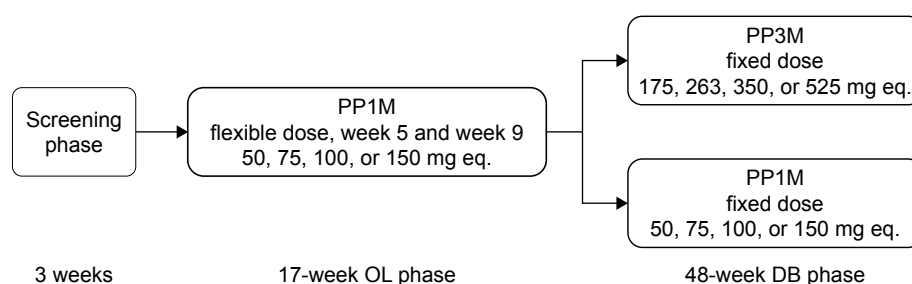 Screening
phase
PP1M
flexible dose, week 5 and week 9
50, 75, 100, or 150 mg eq.
PP3M
fixed dose
175, 263, 350, or 525 mg eq.
PP1M
fixed dose
50, 75, 100, or 150 mg eq.
3 weeks
17-week OL phase
48-week DB phase